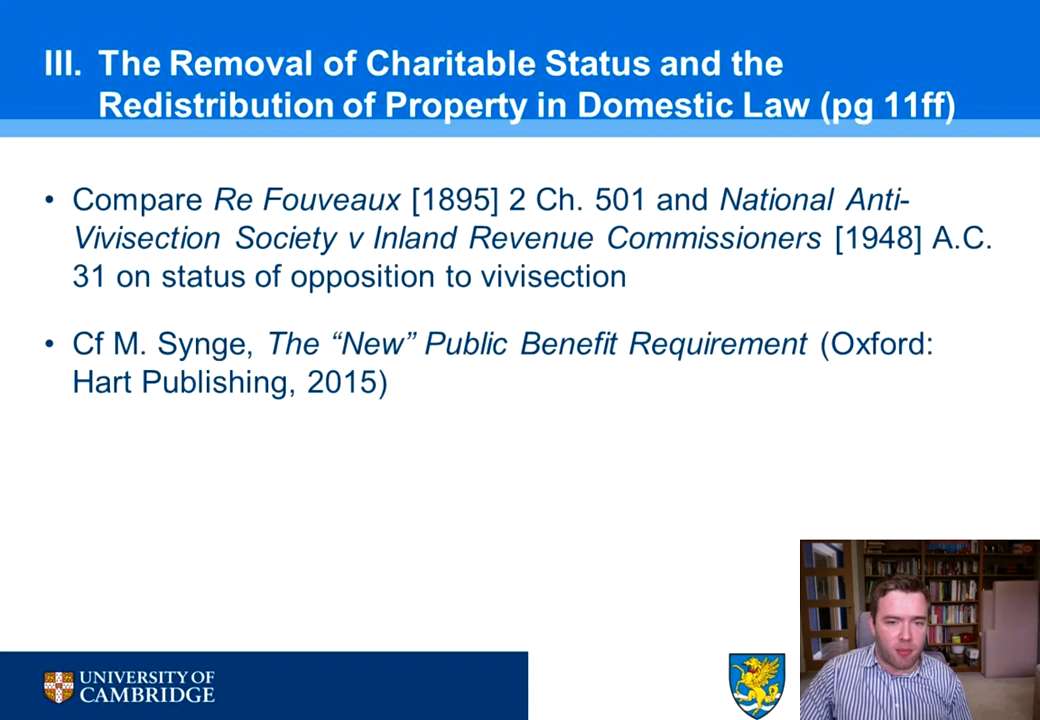 III. The Removal of Charitable Status and the
Redistribution of Property in Domestic Law (pg 11ff)
• Compare Re Fouveaux [1895] 2 Ch. 501 and National Anti-
Vivisection Society v Inland Revenue Commissioners [1948] A.C.
31 on status of opposition to vivisection
• Cf M. Synge, The “New” Public Benefit Requirement (Oxford:
Hart Publishing, 2015)
UNIVERSITY OF
CAMBRIDGE